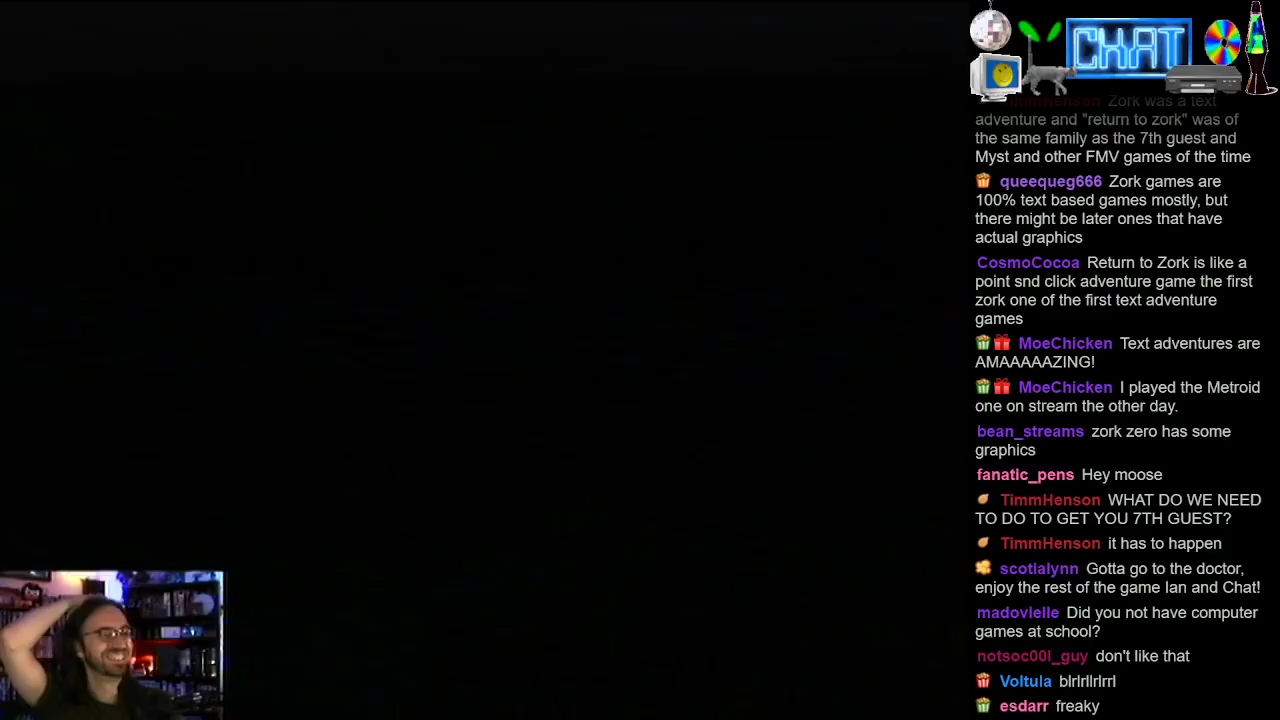 CHAT
TimmHenson Zork was a text
adventure and "return to zork" was of
the same family as the 7th guest and
Myst and other FMV games of the time
queequeg666 Zork games are
100% text based games mostly, but
there might be later ones that have
actual graphics
CosmoCocoa Return to Zork is like a
point snd click adventure game the first
zork one of the first text adventure
games
MoeChicken Text adventures are
AMAAAAAZING!
MoeChicken I played the Metroid
one on stream the other day.
bean_streams zork zero has some
graphics
fanatIc_pens Hey moose
TimmHenson WHAT DO WE NEED
TO DO TO GET YOU 7TH GUEST?
TimmHenson it has to happen
scotialynn Gotta go to the doctor,
enjoy the rest of the game Ian and Chat!
madovielle Did you not have computer
games at school?
notsoc00l_guy don't like that
Voltula blrlrllrlrrl
esdarr freaky